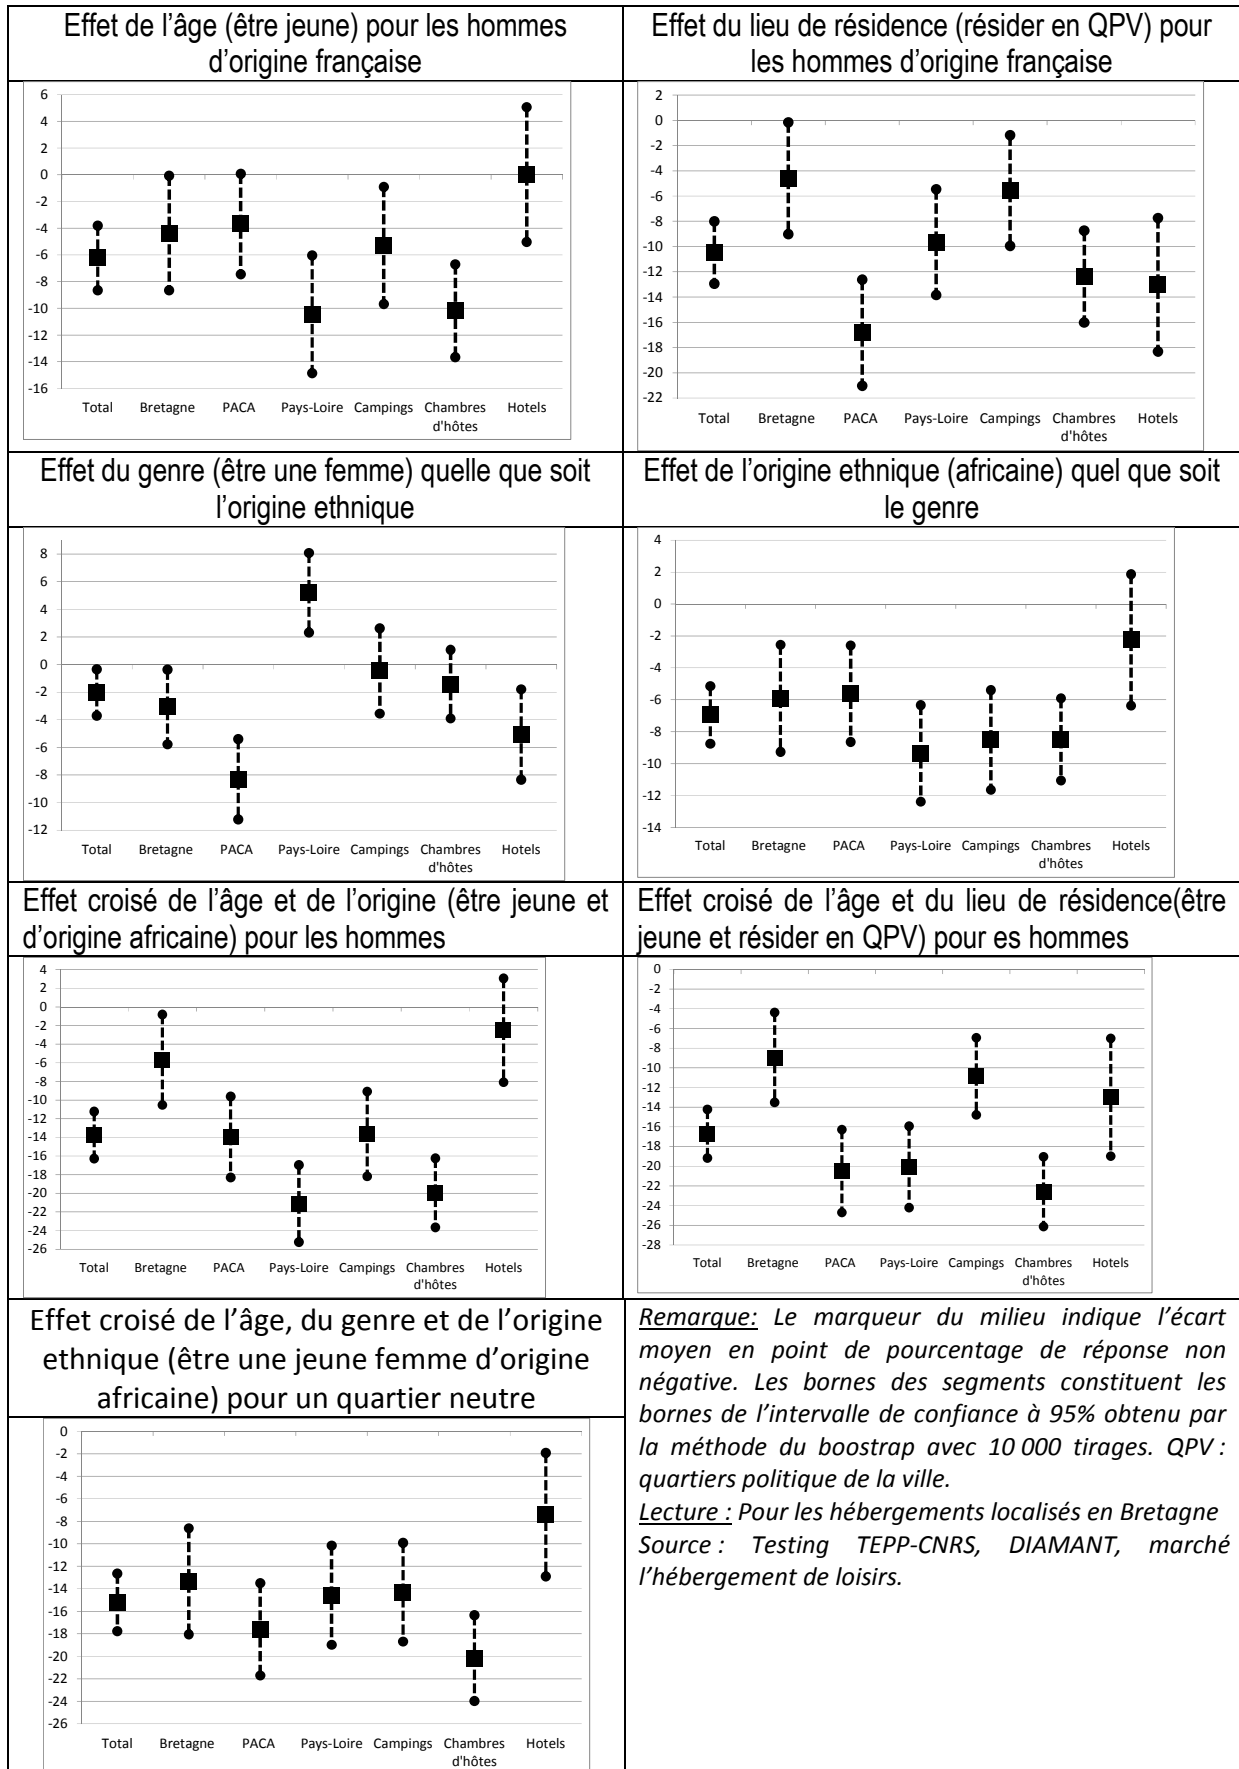 Effet de l'âge (être jeune) pour les hommes
d'origine française
6
4
2
0
-2
-4
-6
-8
-10
-12
-14
-16
Total Bretagne PACA Pays-Loire Campings Chambres d'hôtes Hotels
Effet du lieu de résidence (résider en QPV) pour
les hommes d'origine française
2
0
-2
-4
-6
-8
-10
-12
-14
-16
-18
-20
-22
Total Bretagne PACA Pays-Loire Campings Chambres d'hôtes Hotels
Effet du genre (être une femme) quelle que soit
l'origine ethnique
8
6
4
2
0
-2
-4
-6
-8
-10
-12
Total Bretagne PACA Pays-Loire Campings Chambres d'hôtes Hotels
Effet de l'origine ethnique (africaine) quel que soit
le genre
4
2
0
-2
-4
-6
-8
-10
-12
-14
Total Bretagne PACA Pays-Loire Campings Chambres d'hôtes Hotels
Effet croisé de l'âge et de l'origine (être jeune et
d'origine africaine) pour les hommes
4
2
0
-2
-4
-6
-8
-10
-12
-14
-16
-18
-20
-22
-24
-26
Total Bretagne PACA Pays-Loire Campings Chambres d'hôtes Hotels
Effet croisé de l'âge et du lieu de résidence(être
jeune et résider en QPV) pour es hommes
0
-2
-4
-6
-8
-10
-12
-14
-16
-18
-20
-22
-24
-26
-28
Total Bretagne PACA Pays-Loire Campings Chambres d'hôtes Hotels
Effet croisé de l'âge, du genre et de l'origine
ethnique (être une jeune femme d'origine
africaine) pour un quartier neutre
0
-2
-4
-6
-8
-10
-12
-14
-16
-18
-20
-22
-24
-26
Total Bretagne PACA Pays-Loire Campings Chambres d'hôtes Hotels
Remarque: Le marqueur du milieu indique l'écart
moyen en point de pourcentage de réponse non
négative. Les bornes des segments constituent les
bornes de l'intervalle de confiance à 95% obtenu par
la méthode du boostrap avec 10 000 tirages. QPV :
quartiers politique de la ville.
Lecture : Pour les hébergements localisés en Bretagne
Source : Testing TEPP-CNRS, DIAMANT, marché
l'hébergement de loisirs.